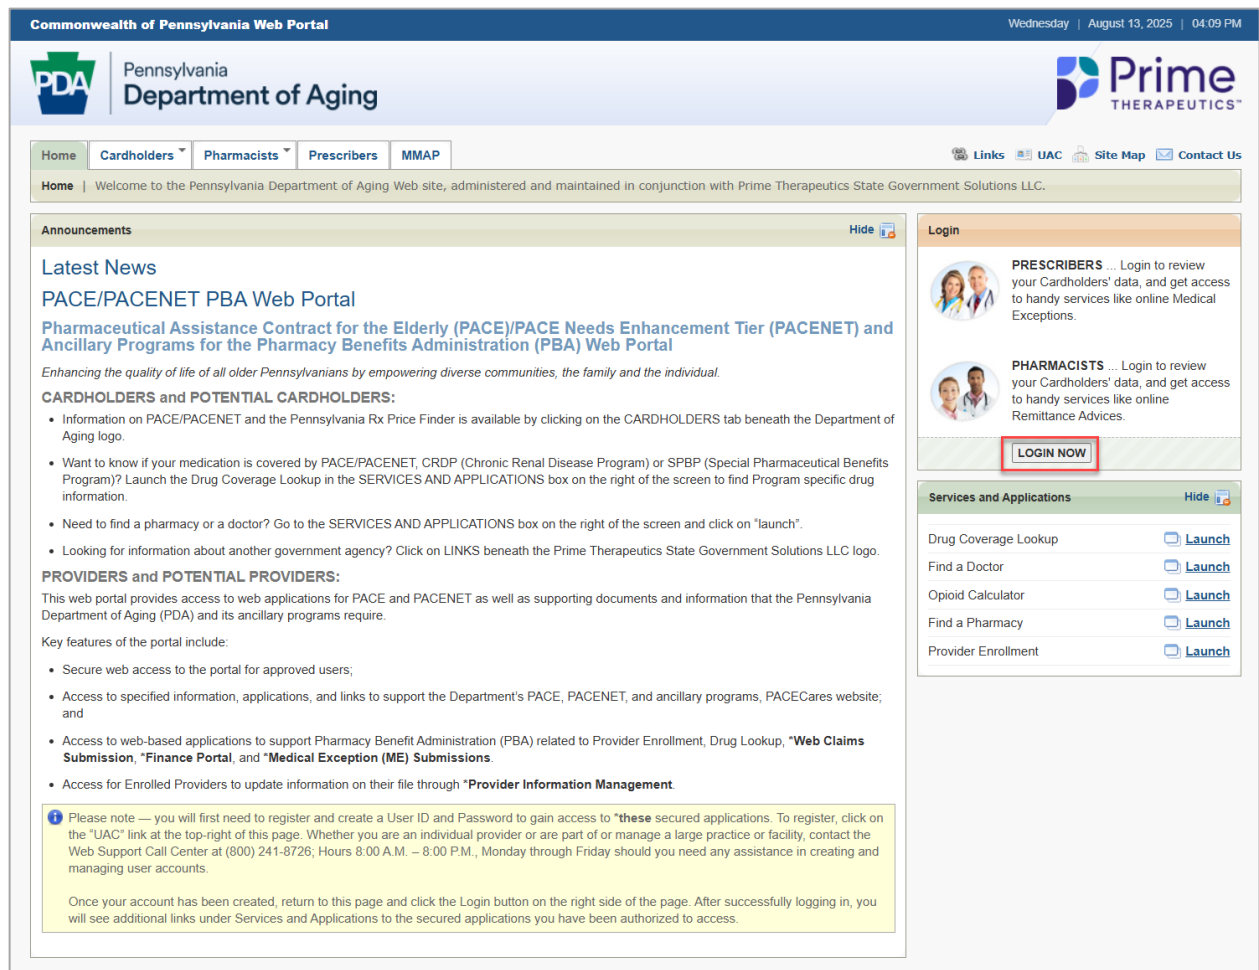 Commonwealth of Pennsylvania Web Portal
Wednesday | August 13, 2025 | 04:09 PM
PDA
Pennsylvania
Department of Aging
Prime
THERAPEUTICS™
Home Cardholders Pharmacists Prescribers MMAP
Links UAC Site Map Contact Us
Home | Welcome to the Pennsylvania Department of Aging Web site, administered and maintained in conjunction with Prime Therapeutics State Government Solutions LLC.
Announcements Hide
Latest News
PACE/PACENET PBA Web Portal
Pharmaceutical Assistance Contract for the Elderly (PACE)/PACE Needs Enhancement Tier (PACENET) and
Ancillary Programs for the Pharmacy Benefits Administration (PBA) Web Portal
Enhancing the quality of life of all older Pennsylvanians by empowering diverse communities, the family and the individual.
CARDHOLDERS and POTENTIAL CARDHOLDERS:
• Information on PACE/PACENET and the Pennsylvania Rx Price Finder is available by clicking on the CARDHOLDERS tab beneath the Department of
Aging logo.
• Want to know if your medication is covered by PACE/PACENET, CRDP (Chronic Renal Disease Program) or SPBP (Special Pharmaceutical Benefits
Program)? Launch the Drug Coverage Lookup in the SERVICES AND APPLICATIONS box on the right of the screen to find Program specific drug
information.
• Need to find a pharmacy or a doctor? Go to the SERVICES AND APPLICATIONS box on the right of the screen and click on "launch".
• Looking for information about another government agency? Click on LINKS beneath the Prime Therapeutics State Government Solutions LLC logo.
PROVIDERS and POTENTIAL PROVIDERS:
This web portal provides access to web applications for PACE and PACENET as well as supporting documents and information that the Pennsylvania
Department of Aging (PDA) and its ancillary programs require.
Key features of the portal include:
• Secure web access to the portal for approved users;
• Access to specified information, applications, and links to support the Department's PACE, PACENET, and ancillary programs, PACECares website;
and
• Access to web-based applications to support Pharmacy Benefit Administration (PBA) related to Provider Enrollment, Drug Lookup, *Web Claims
Submission, *Finance Portal, and *Medical Exception (ME) Submissions.
• Access for Enrolled Providers to update information on their file through *Provider Information Management.
Please note — you will first need to register and create a User ID and Password to gain access to *these secured applications. To register, click on
the "UAC" link at the top-right of this page. Whether you are an individual provider or are part of or manage a large practice or facility, contact the
Web Support Call Center at (800) 241-8726; Hours 8:00 A.M. – 8:00 P.M., Monday through Friday should you need any assistance in creating and
managing user accounts.
Once your account has been created, return to this page and click the Login button on the right side of the page. After successfully logging in, you
will see additional links under Services and Applications to the secured applications you have been authorized to access.
Login
PRESCRIBERS ... Login to review
your Cardholders' data, and get access
to handy services like online Medical
Exceptions.
PHARMACISTS ... Login to review
your Cardholders' data, and get access
to handy services like online
Remittance Advices.
LOGIN NOW
Services and Applications Hide
Drug Coverage Lookup Launch
Find a Doctor Launch
Opioid Calculator Launch
Find a Pharmacy Launch
Provider Enrollment Launch